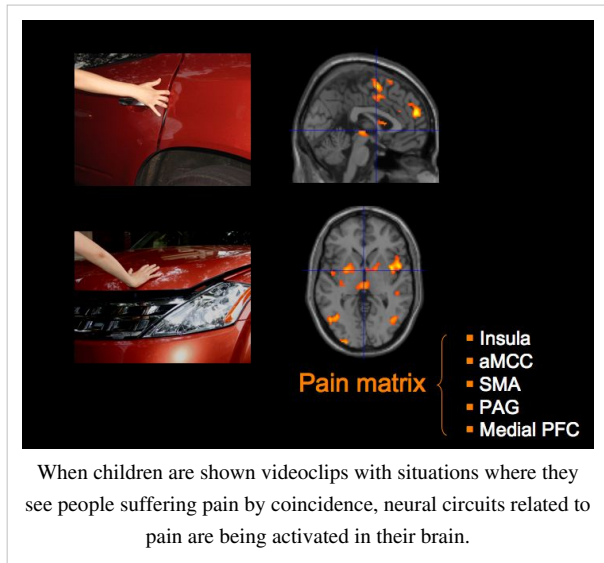 Pain matrix
Insula
aMCC
SMA
PAG
Medial PFC
When children are shown videoclips with situations where they
see people suffering pain by coincidence, neural circuits related to
pain are being activated in their brain.